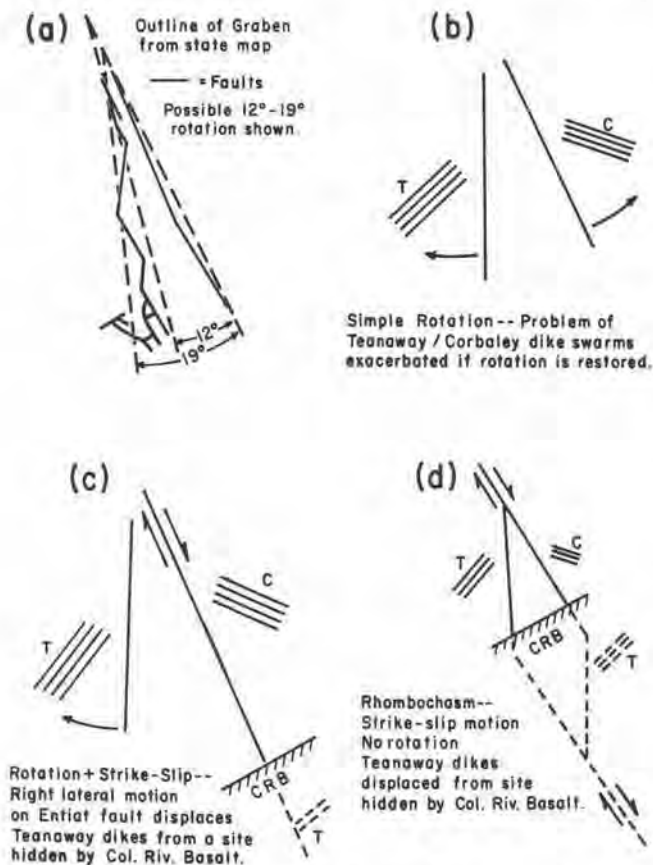 (a)
Outline of Graben
from state map
— = Faults
Possible 12°-19°
rotation shown
12°
19°
(b)
T
C
Simple Rotation -- Problem of
Teanaway / Corbaley dike swarms
exacerbated if rotation is restored.
(c)
T
C
CRB
T
Rotation + Strike-Slip --
Right lateral motion
on Entiat fault displaces
Teanaway dikes from a site
hidden by Col. Riv. Basalt.
(d)
T
C
CRB
T
Rhombochasm--
Strike-slip motion
No rotation
Teanaway dikes
displaced from site
hidden by Col. Riv. Basalt.